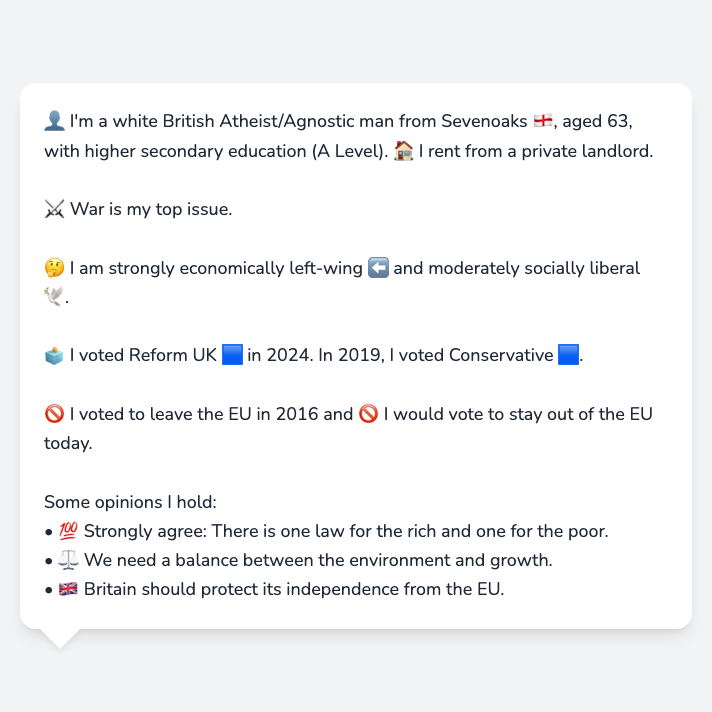 👤 I'm a white British Atheist/Agnostic man from Sevenoaks 🏴󠁧󠁢󠁥󠁮󠁧󠁿, aged 63,
with higher secondary education (A Level). 🏠 I rent from a private landlord.
⚔️ War is my top issue.
🤔 I am strongly economically left-wing ⬅️ and moderately socially liberal
🕊️.
🗳️ I voted Reform UK 🟦 in 2024. In 2019, I voted Conservative 🟦.
🚫 I voted to leave the EU in 2016 and 🚫 I would vote to stay out of the EU
today.
Some opinions I hold:
• 💯 Strongly agree: There is one law for the rich and one for the poor.
• ⚖️ We need a balance between the environment and growth.
• 🇬🇧 Britain should protect its independence from the EU.